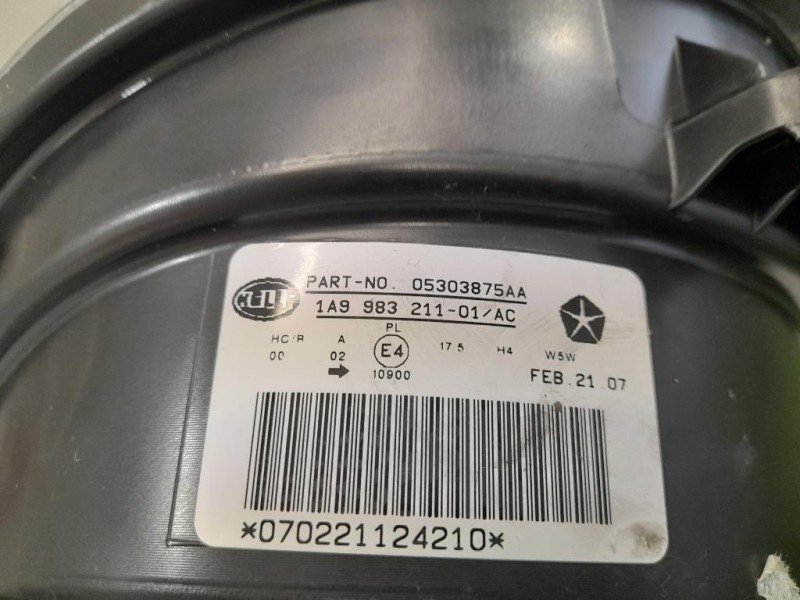 PART-NO. 05303875AA
1A9 983 211-01/AC
HC/R A PL 17.5 H4 W5W
00 02 E4
10900
FEB.21.07
*070221124210*